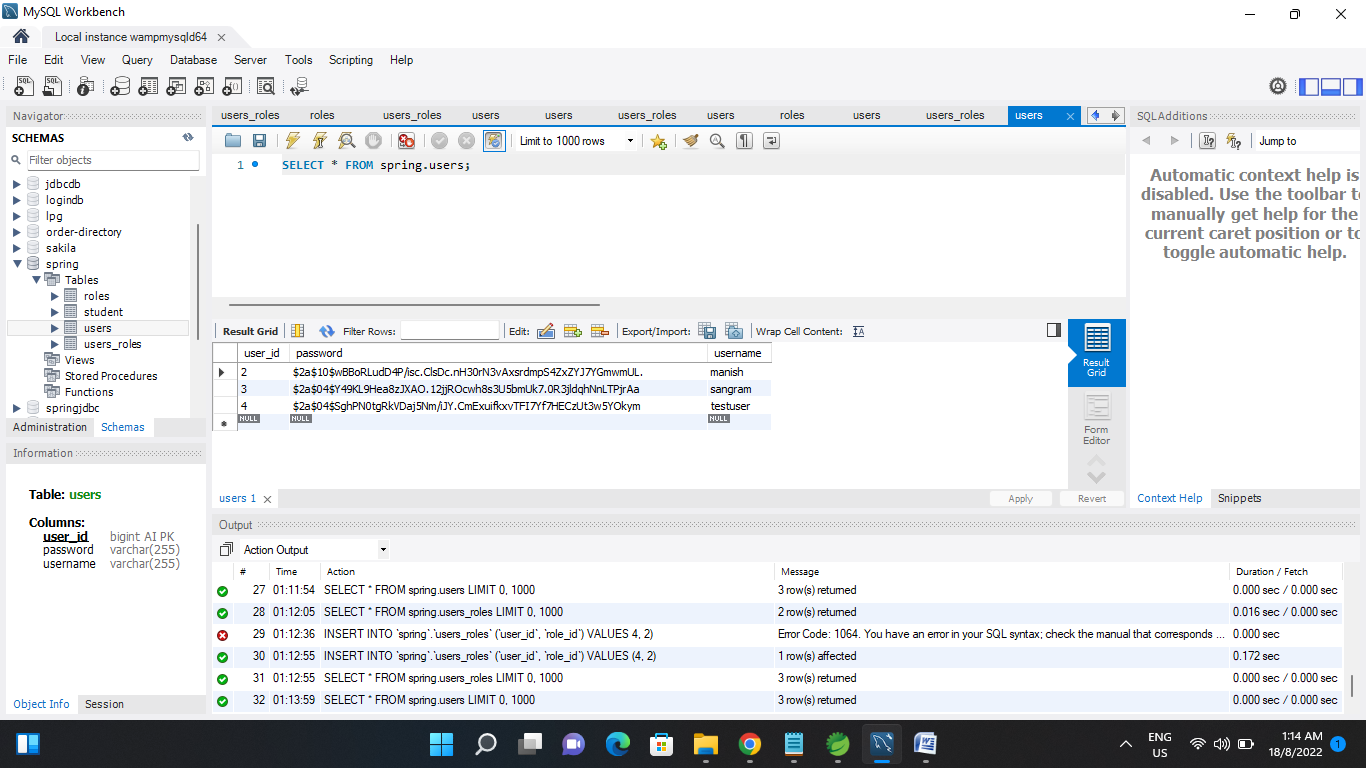 MySQL Workbench
Local instance wampmysqld64
File Edit View Query Database Server Tools Scripting Help
Navigator
SCHEMAS
Filter objects
jdbcdb
logindb
lpg
order-directory
sakila
spring
Tables
roles
student
users
users_roles
Views
Stored Procedures
Functions
springjdbc
Administration Schemas
Information
Table: users
Columns:
user_id bigint AI PK
password varchar(255)
username varchar(255)
Object Info Session
users_roles roles users_roles users users users_roles users roles users users_roles users
Limit to 1000 rows
1 SELECT * FROM spring.users;
Result Grid Filter Rows: Edit: Export/Import: Wrap Cell Content: IA
user_id password username
2 $2a$10$wBBoRLudD4P/isc.ClsDc.nH30rN3vAxsrdmpS4ZxZYJ7YGmwmUL. manish
3 $2a$04$Y49KL9Hea8zJXAO.12jjROcwh8s3U5bmUk7.0R3jldqhNnLTPjrAa sangram
4 $2a$04$SghPN0tgRkVDaj5Nm/iJY.CmExuifkxvTFI7Yf7HECzUt3w5YOkym testuser
NULL NULL NULL
Result Grid
Form Editor
users 1 Apply Revert
SQLAdditions
Jump to
Automatic context help is
disabled. Use the toolbar to
manually get help for the
current caret position or to
toggle automatic help.
Context Help Snippets
Output
Action Output
# Time Action Message Duration / Fetch
27 01:11:54 SELECT * FROM spring.users LIMIT 0, 1000 3 row(s) returned 0.000 sec / 0.000 sec
28 01:12:05 SELECT * FROM spring.users_roles LIMIT 0, 1000 2 row(s) returned 0.016 sec / 0.000 sec
29 01:12:36 INSERT INTO `spring`.`users_roles` (`user_id`, `role_id`) VALUES 4, 2) Error Code: 1064. You have an error in your SQL syntax; check the manual that corresponds ... 0.000 sec
30 01:12:55 INSERT INTO `spring`.`users_roles` (`user_id`, `role_id`) VALUES (4, 2) 1 row(s) affected 0.172 sec
31 01:12:55 SELECT * FROM spring.users_roles LIMIT 0, 1000 3 row(s) returned 0.000 sec / 0.000 sec
32 01:13:59 SELECT * FROM spring.users LIMIT 0, 1000 3 row(s) returned 0.000 sec / 0.000 sec
ENG
US
1:14 AM
18/8/2022
1